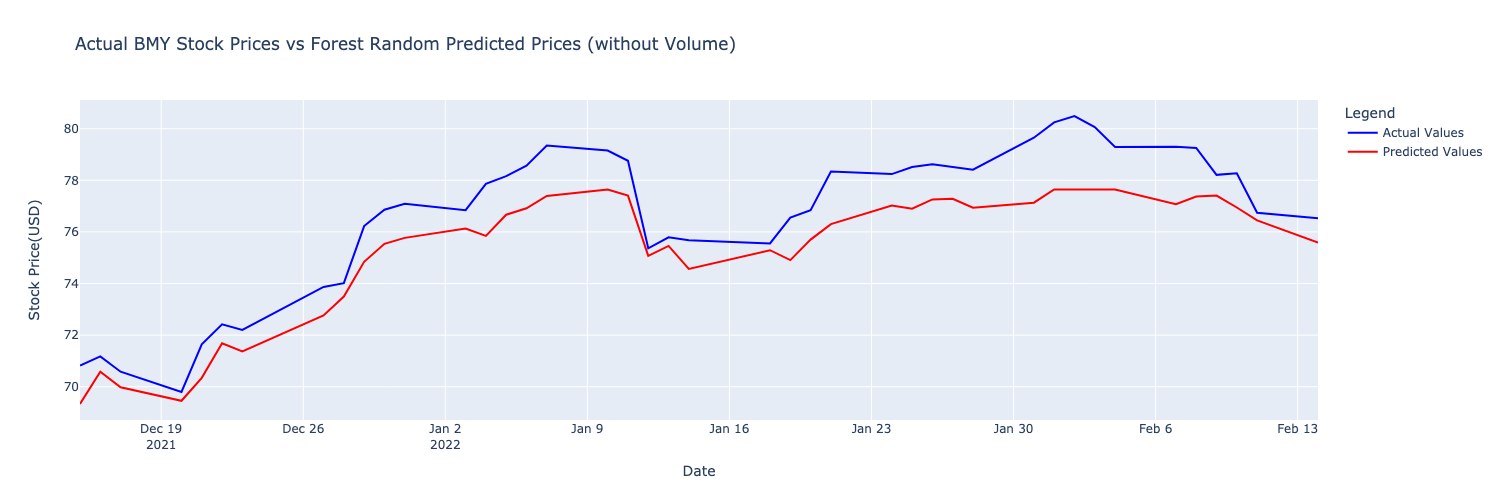 Actual BMY Stock Prices vs Forest Random Predicted Prices (without Volume)
Legend
Actual Values
Predicted Values
Stock Price(USD)
80
78
76
74
72
70
Dec 19
2021
Dec 26
Jan 2
2022
Jan 9
Jan 16
Jan 23
Jan 30
Feb 6
Feb 13
Date